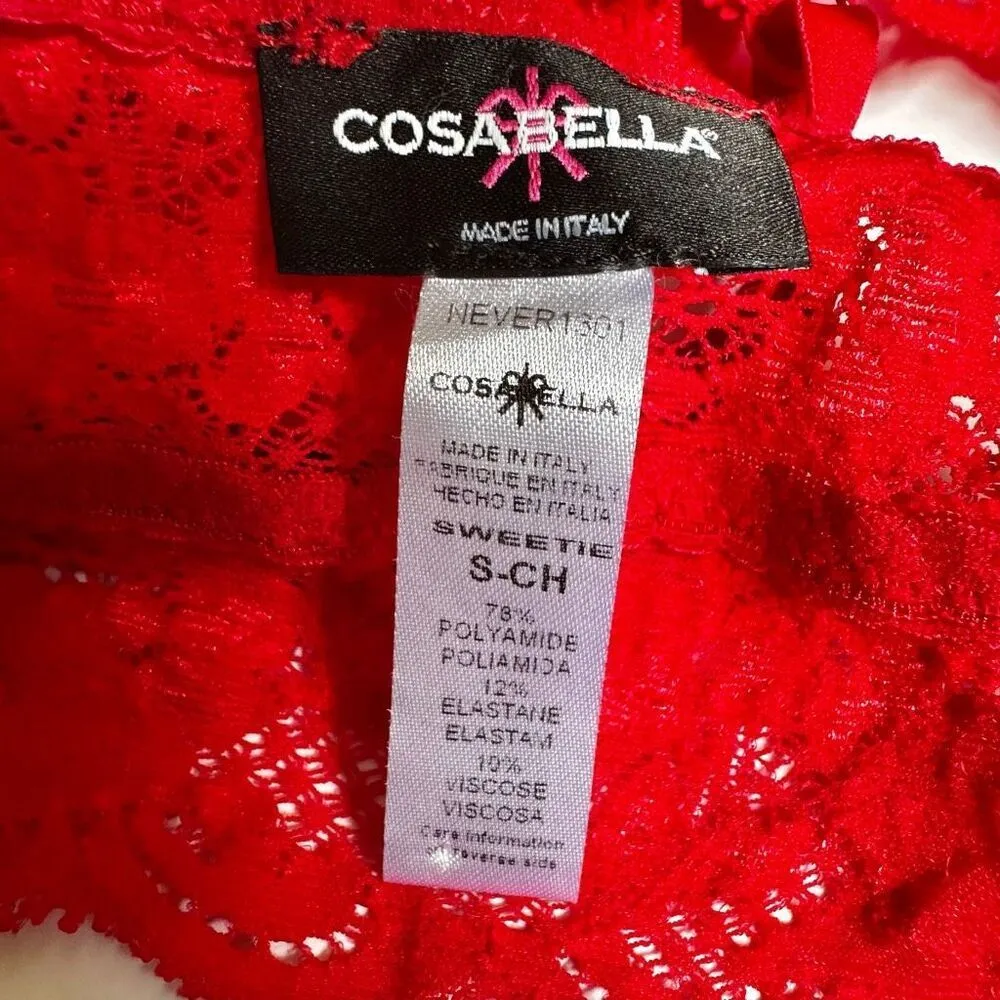 COSABELLA®
MADE IN ITALY
NEVER1301
COSABELLA
MADE IN ITALY
FABRIQUE EN ITALY
HECHO EN ITALIA
SWEETIE
S-CH
78%
POLYAMIDE
POLIAMIDA
12%
ELASTANE
ELASTAM
10%
VISCOSE
VISCOSA
Care information
on reverse side